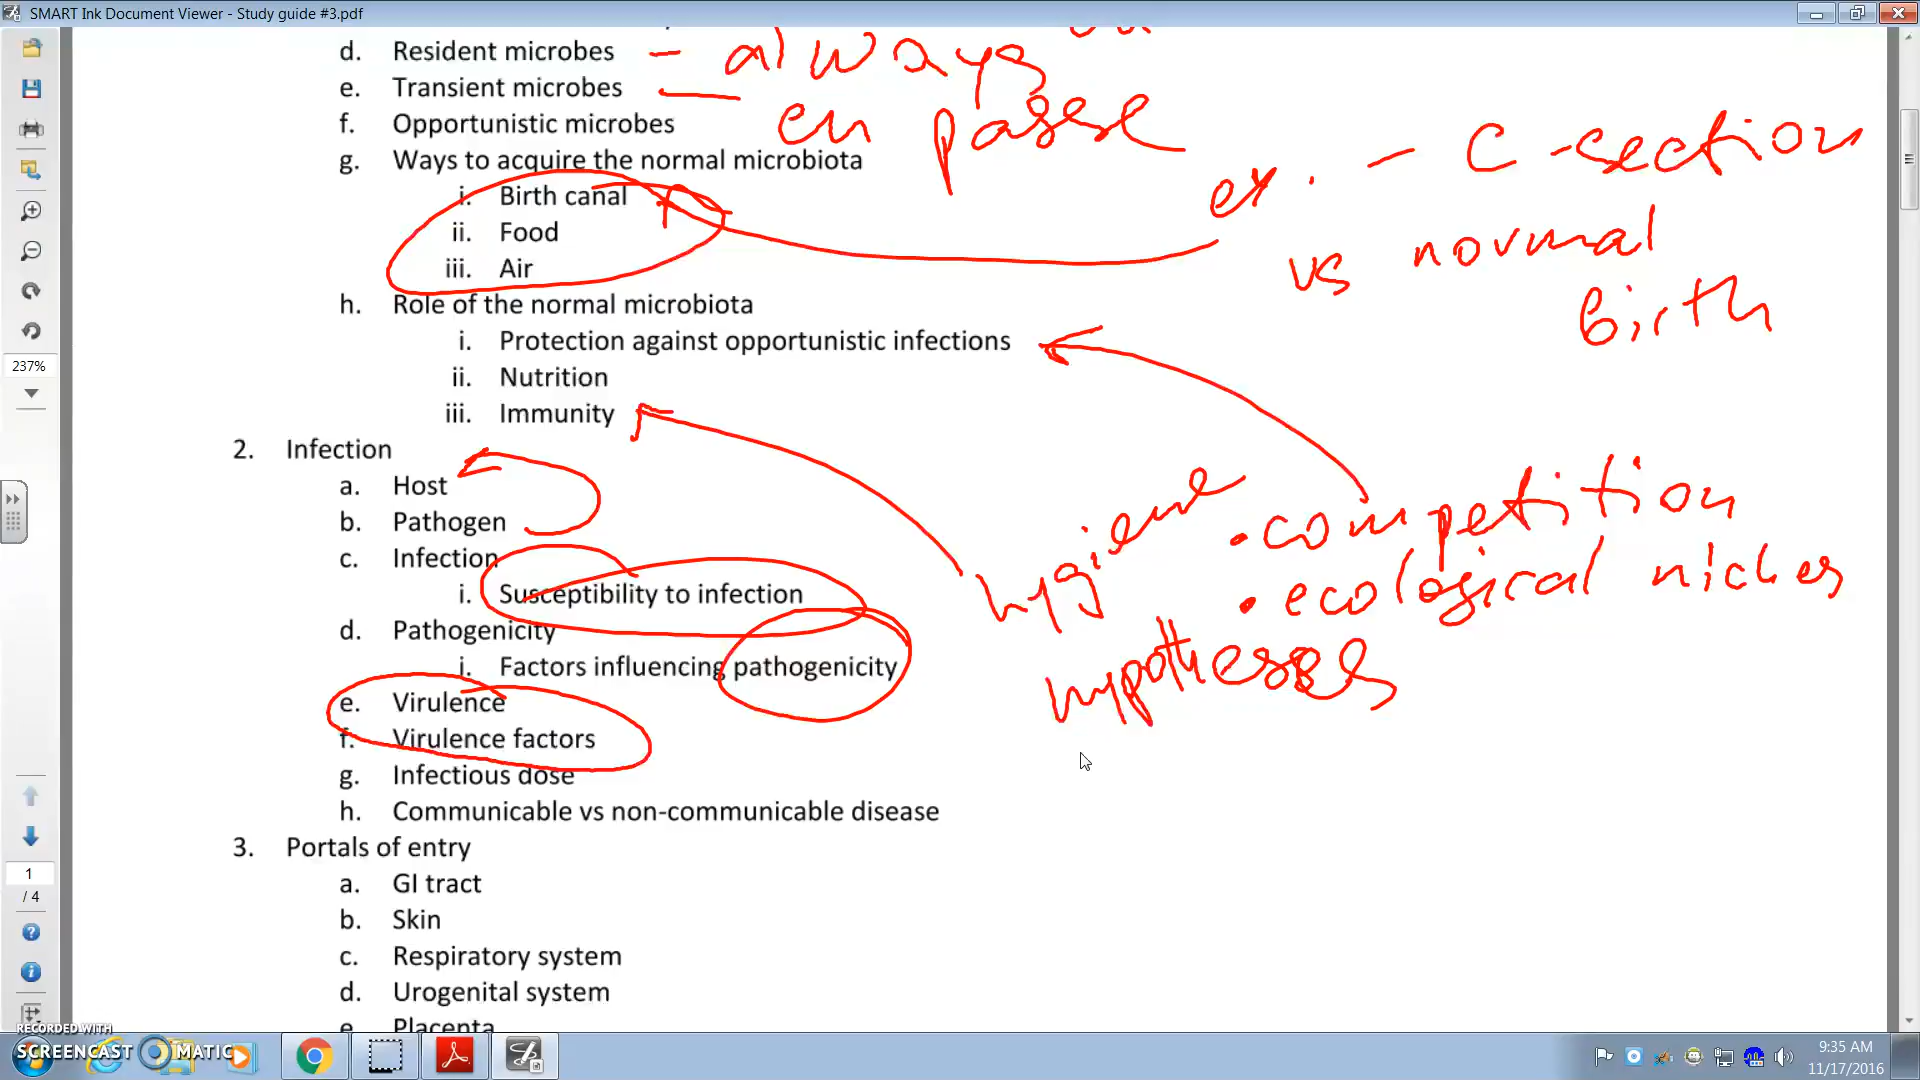 SMART Ink Document Viewer - Study guide #3.pdf
d. Resident microbes – always
e. Transient microbes — en passe
f. Opportunistic microbes
g. Ways to acquire the normal microbiota
ex. – C-section
i. Birth canal
vs normal
ii. Food
birth
iii. Air
h. Role of the normal microbiota
i. Protection against opportunistic infections
237%
ii. Nutrition
iii. Immunity
2. Infection
a. Host
b. Pathogen
• competition
c. Infection
hygiene
• ecological niches
i. Susceptibility to infection
d. Pathogenicity
hypotheses
i. Factors influencing pathogenicity
e. Virulence
f. Virulence factors
g. Infectious dose
h. Communicable vs non-communicable disease
3. Portals of entry
1
/ 4
a. GI tract
b. Skin
c. Respiratory system
d. Urogenital system
e. Placenta
RECORDED WITH
SCREENCAST MATIC
9:35 AM
11/17/2016